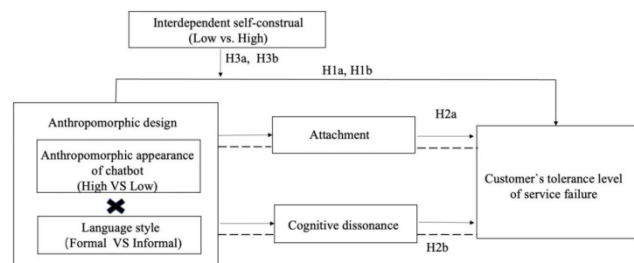 Interdependent self-construal
(Low vs. High)
H3a, H3b
H1a, H1b
Anthropomorphic design
Anthropomorphic appearance
of chatbot
(High VS Low)
Language style
(Formal VS Informal)
Attachment
H2a
Cognitive dissonance
H2b
Customer`s tolerance level
of service failure